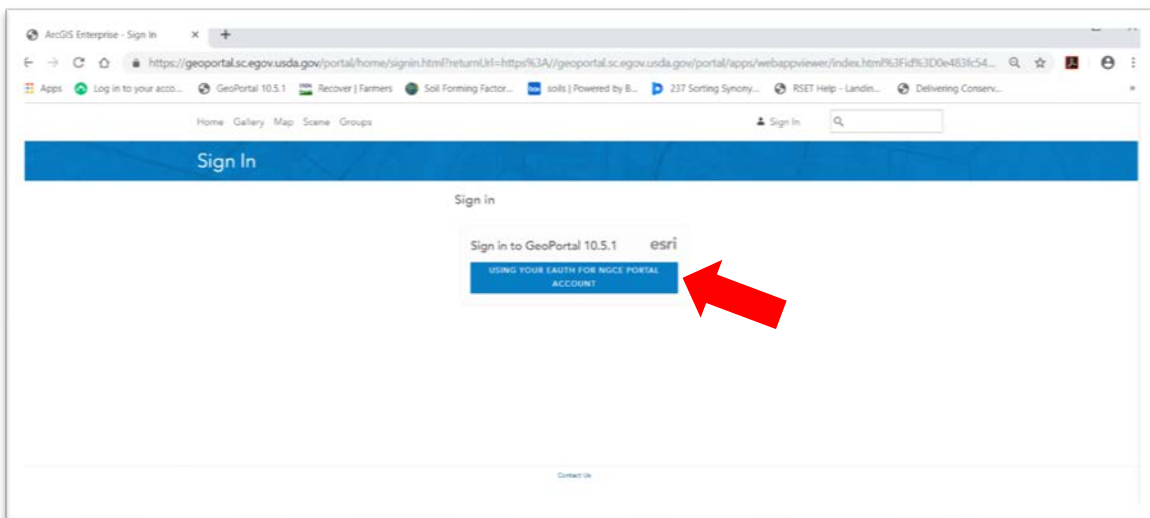 ArcGIS Enterprise - Sign In
https://geoportal.sc.egov.usda.gov/portal/home/signin.html?returnUrl=https%3A//geoportal.sc.egov.usda.gov/portal/apps/webappviewer/index.html%3Fid%3D0e483fc54...
Apps Log in to your acco... GeoPortal 10.5.1 Recover | Farmers Soil Forming Factor... box soils | Powered by B... 237 Sorting Synony... RSET Help - Landin... Delivering Conserv... »
Home Gallery Map Scene Groups Sign In
Sign In
Sign in
Sign in to GeoPortal 10.5.1 esri
USING YOUR EAUTH FOR NGCE PORTAL
ACCOUNT
Contact Us